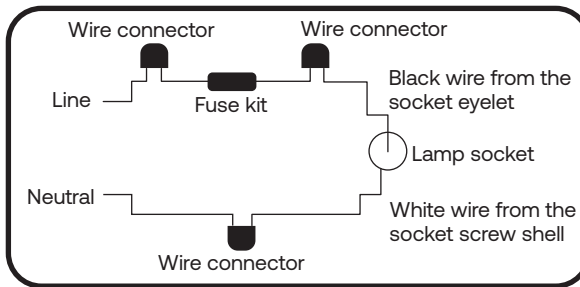 Wire connector
Wire connector
Line
Fuse kit
Black wire from the
socket eyelet
Lamp socket
Neutral
White wire from the
socket screw shell
Wire connector